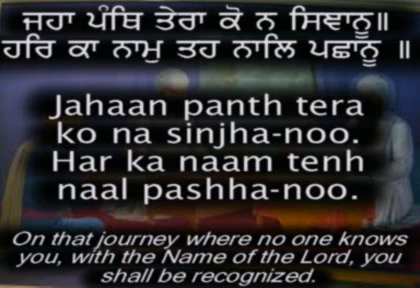 ਜਹਾ ਪੰਥਿ ਤੇਰਾ ਕੋ ਨ ਸਿਞਾਨੂ॥
ਹਰਿ ਕਾ ਨਾਮੁ ਤਹ ਨਾਲਿ ਪਛਾਨੂ ॥
Jahaan panth tera
ko na sinjha-noo.
Har ka naam tenh
naal pashha-noo.
On that journey where no one knows
you, with the Name of the Lord, you
shall be recognized.